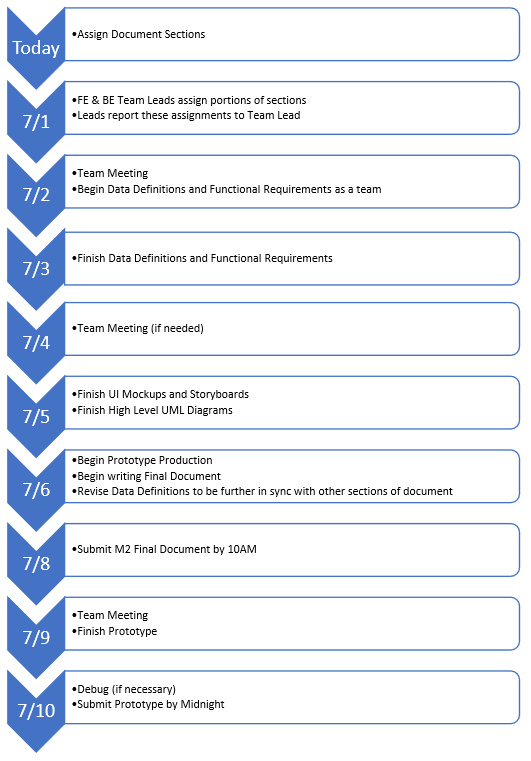 Today
•Assign Document Sections
7/1
•FE & BE Team Leads assign portions of sections
•Leads report these assignments to Team Lead
7/2
•Team Meeting
•Begin Data Definitions and Functional Requirements as a team
7/3
•Finish Data Definitions and Functional Requirements
7/4
•Team Meeting (if needed)
7/5
•Finish UI Mockups and Storyboards
•Finish High Level UML Diagrams
7/6
•Begin Prototype Production
•Begin writing Final Document
•Revise Data Definitions to be further in sync with other sections of document
7/8
•Submit M2 Final Document by 10AM
7/9
•Team Meeting
•Finish Prototype
7/10
•Debug (if necessary)
•Submit Prototype by Midnight